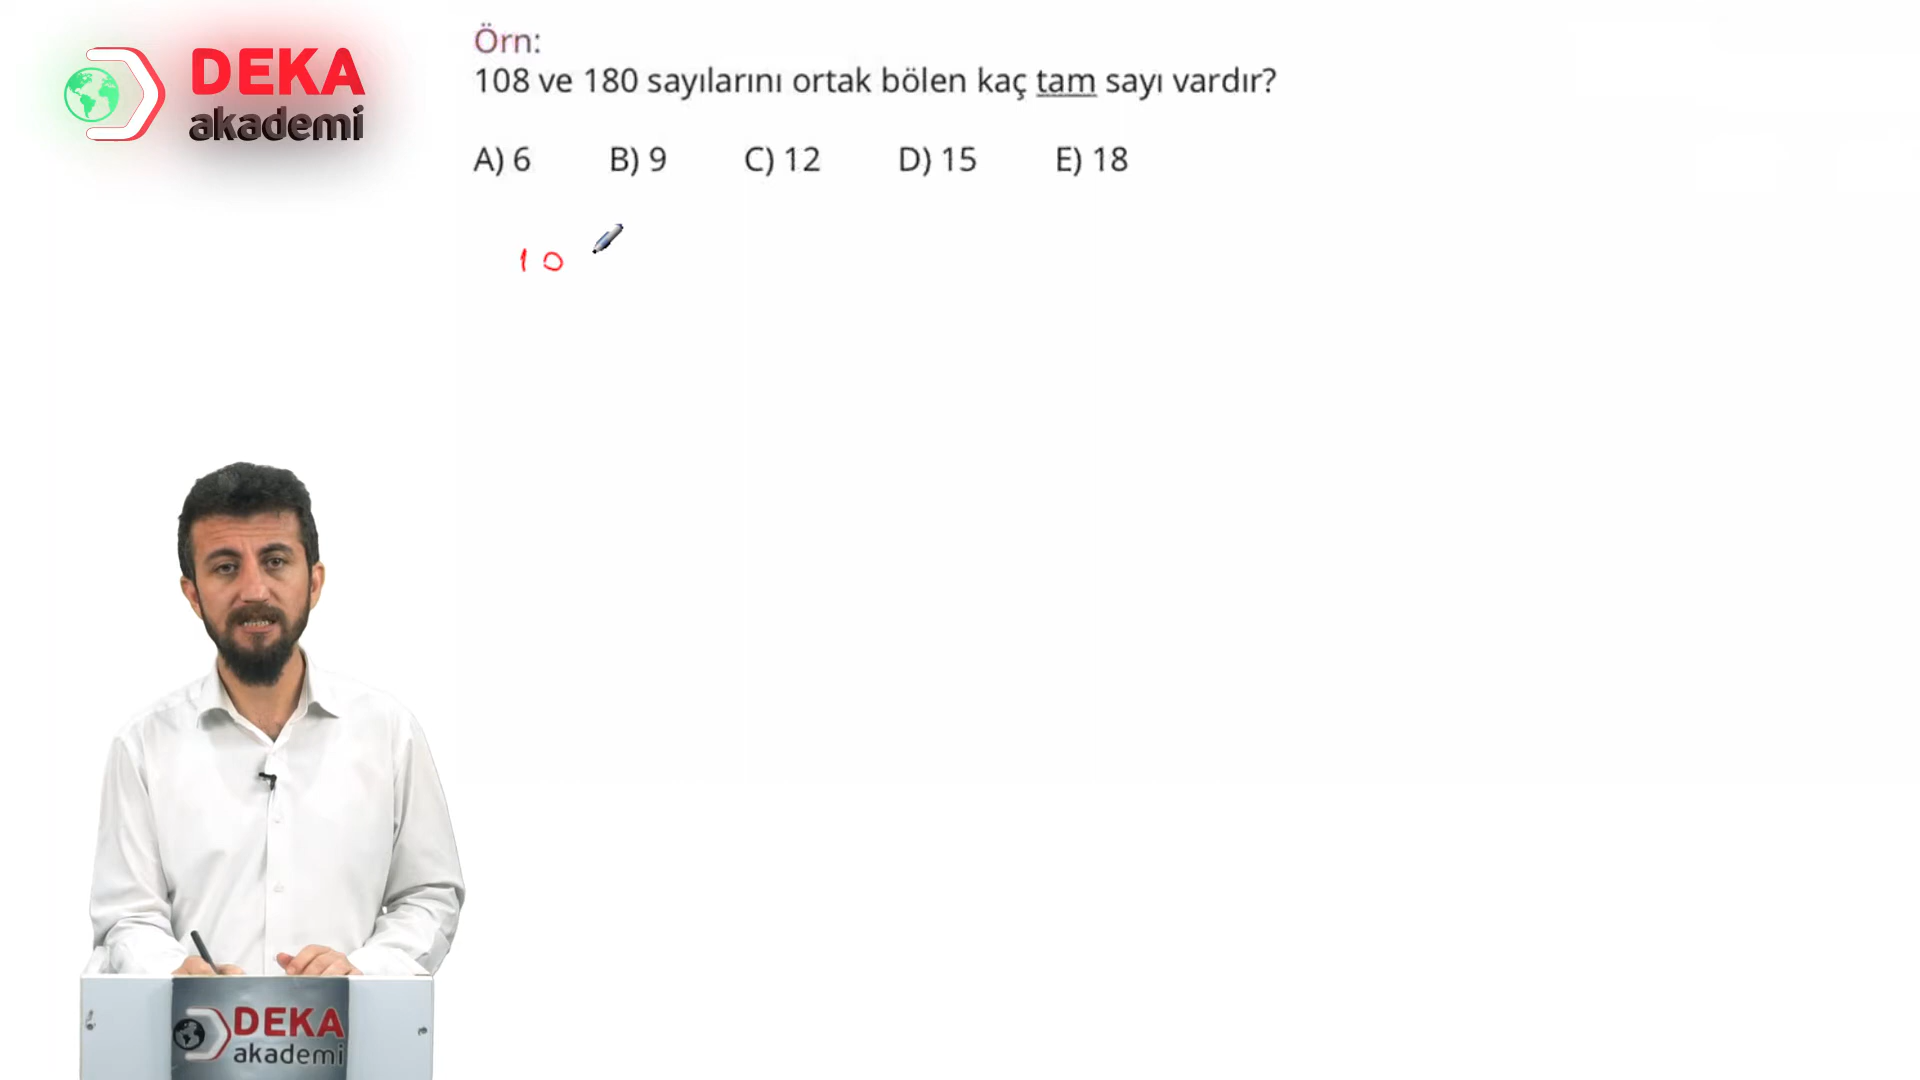 DEKA
akademi
Örn:
108 ve 180 sayılarını ortak bölen kaç tam sayı vardır?
A) 6 B) 9 C) 12 D) 15 E) 18
10
DEKA
akademi